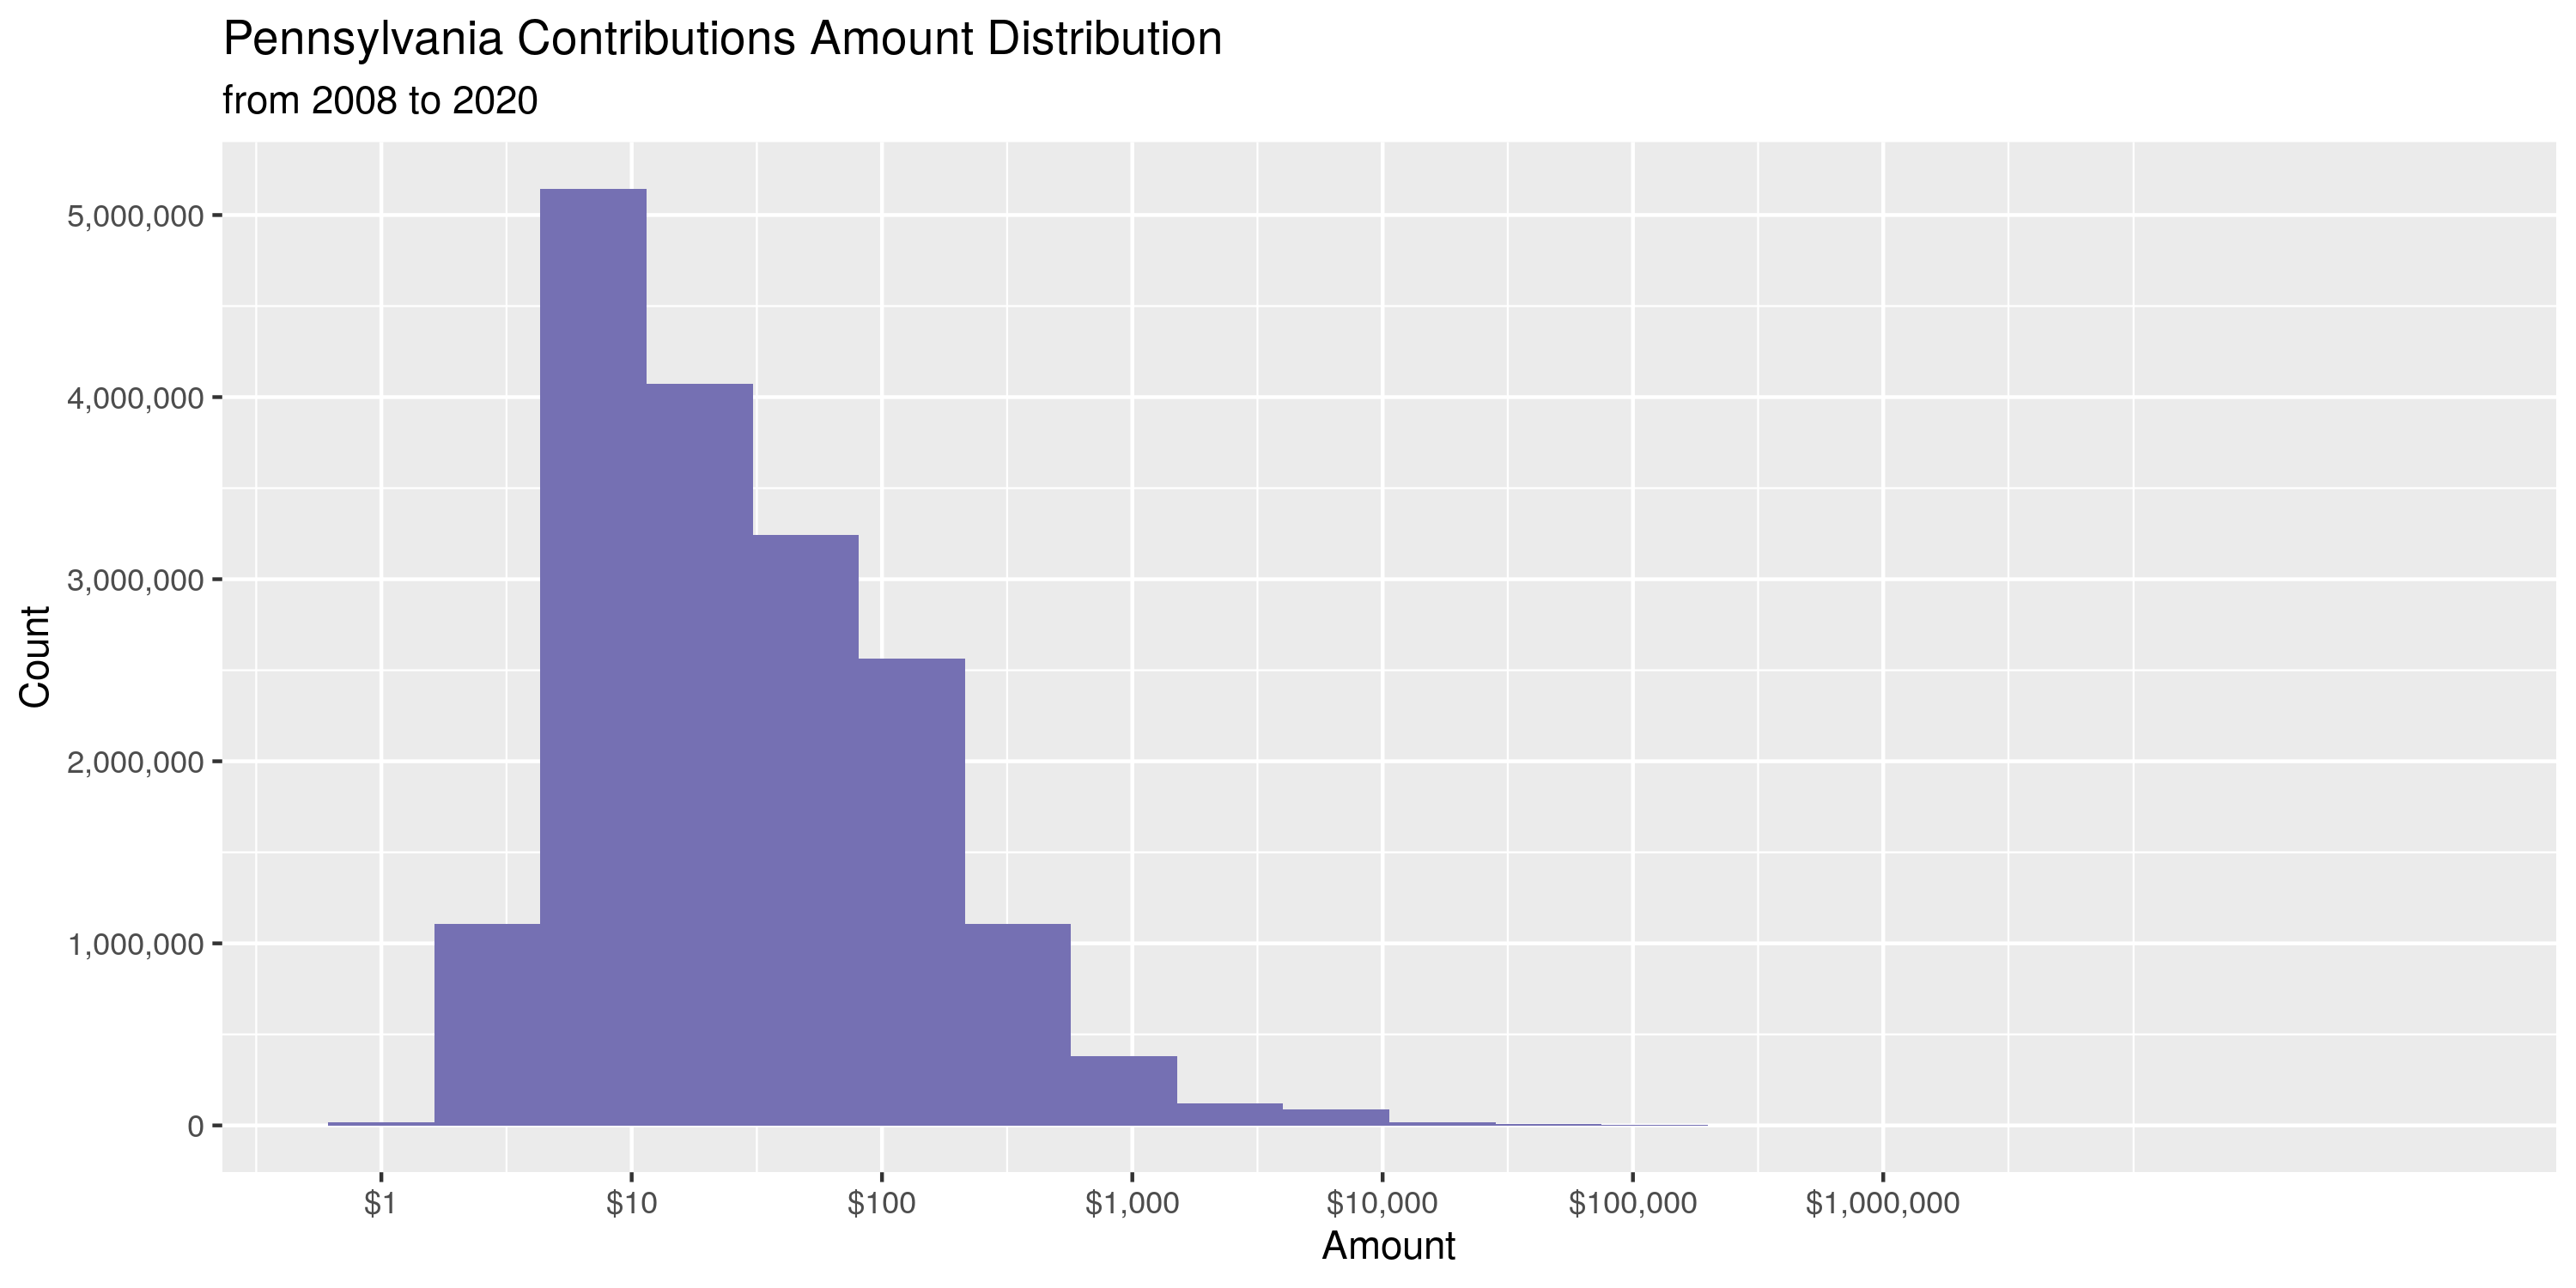 Pennsylvania Contributions Amount Distribution
from 2008 to 2020
Count
5,000,000
4,000,000
3,000,000
2,000,000
1,000,000
0
$1 $10 $100 $1,000 $10,000 $100,000 $1,000,000
Amount